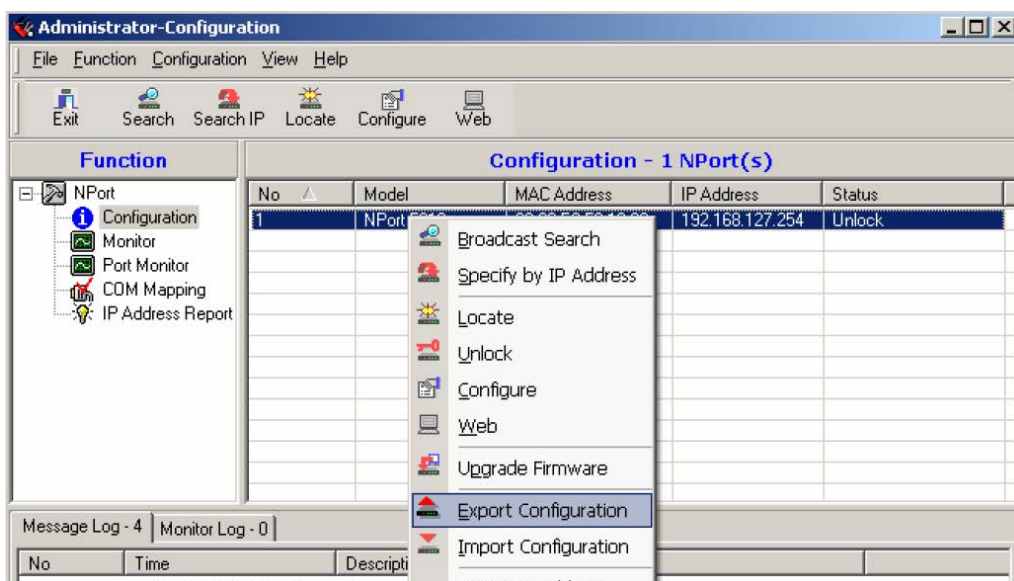 Administrator-Configuration
File Function Configuration View Help
Exit Search Search IP Locate Configure Web
Function
Configuration - 1 NPort(s)
NPort
Configuration
Monitor
Port Monitor
COM Mapping
IP Address Report
No Model MAC Address IP Address Status
1 NPort 192.168.127.254 Unlock
Broadcast Search
Specify by IP Address
Locate
Unlock
Configure
Web
Upgrade Firmware
Export Configuration
Import Configuration
Message Log - 4 Monitor Log - 0
No Time